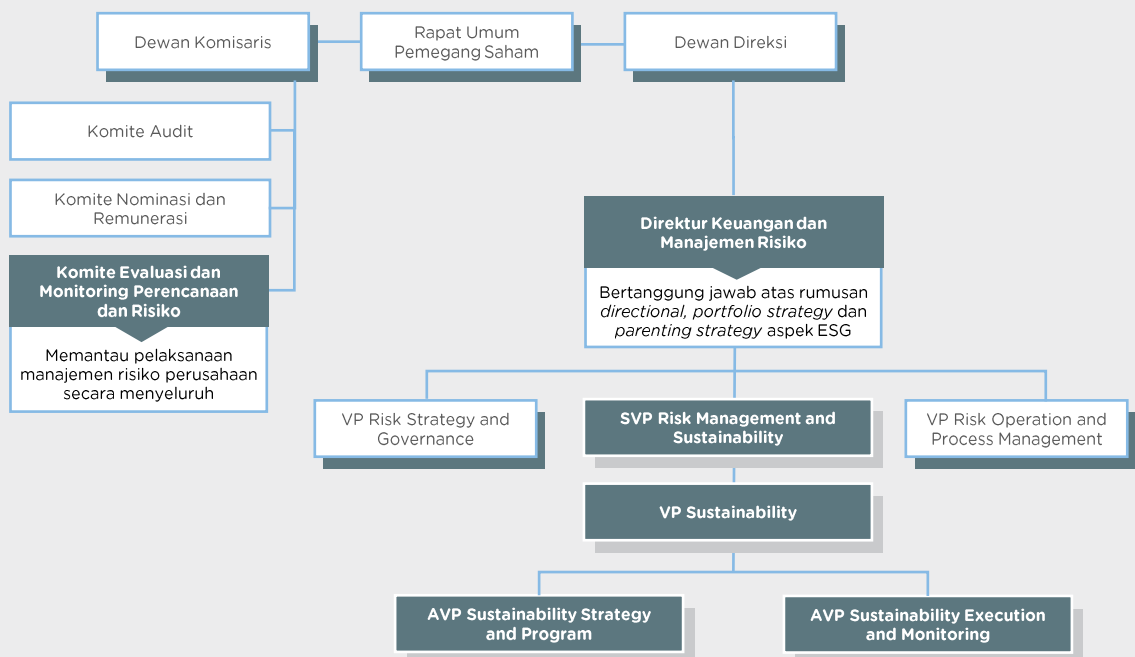 Dewan Komisaris
Rapat Umum
Pemegang Saham
Dewan Direksi
Komite Audit
Komite Nominasi dan
Remunerasi
Komite Evaluasi dan
Monitoring Perencanaan
dan Risiko
Memantau pelaksanaan
manajemen risiko perusahaan
secara menyeluruh
Direktur Keuangan dan
Manajemen Risiko
Bertanggung jawab atas rumusan
directional, portfolio strategy dan
parenting strategy aspek ESG
VP Risk Strategy and
Governance
SVP Risk Management and
Sustainability
VP Risk Operation and
Process Management
VP Sustainability
AVP Sustainability Strategy
and Program
AVP Sustainability Execution
and Monitoring